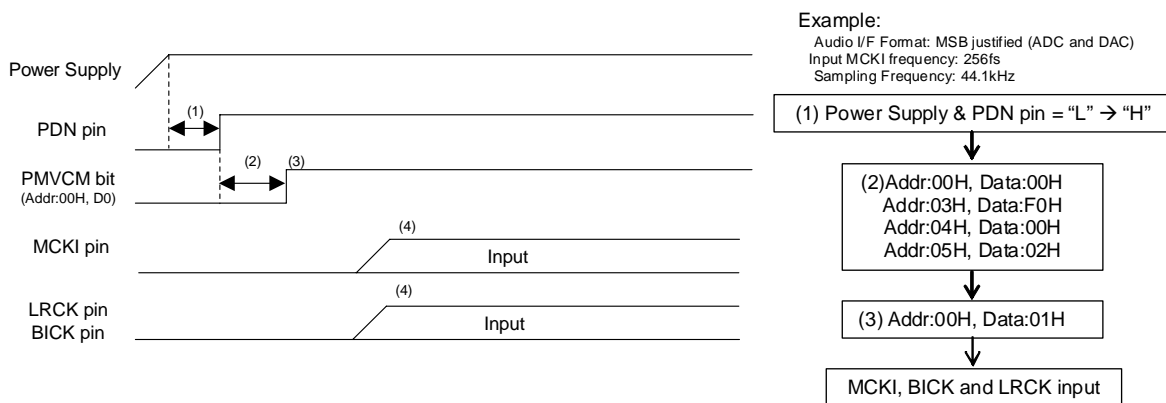 Power Supply
(1)
PDN pin
(2)
(3)
PMVCM bit
(Addr:00H, D0)
(4)
MCKI pin
Input
(4)
LRCK pin
BICK pin
Input
Example:
Audio I/F Format: MSB justified (ADC and DAC)
Input MCKI frequency: 256fs
Sampling Frequency: 44.1kHz
(1) Power Supply & PDN pin = “L” → “H”
(2)Addr:00H, Data:00H
Addr:03H, Data:F0H
Addr:04H, Data:00H
Addr:05H, Data:02H
(3) Addr:00H, Data:01H
MCKI, BICK and LRCK input